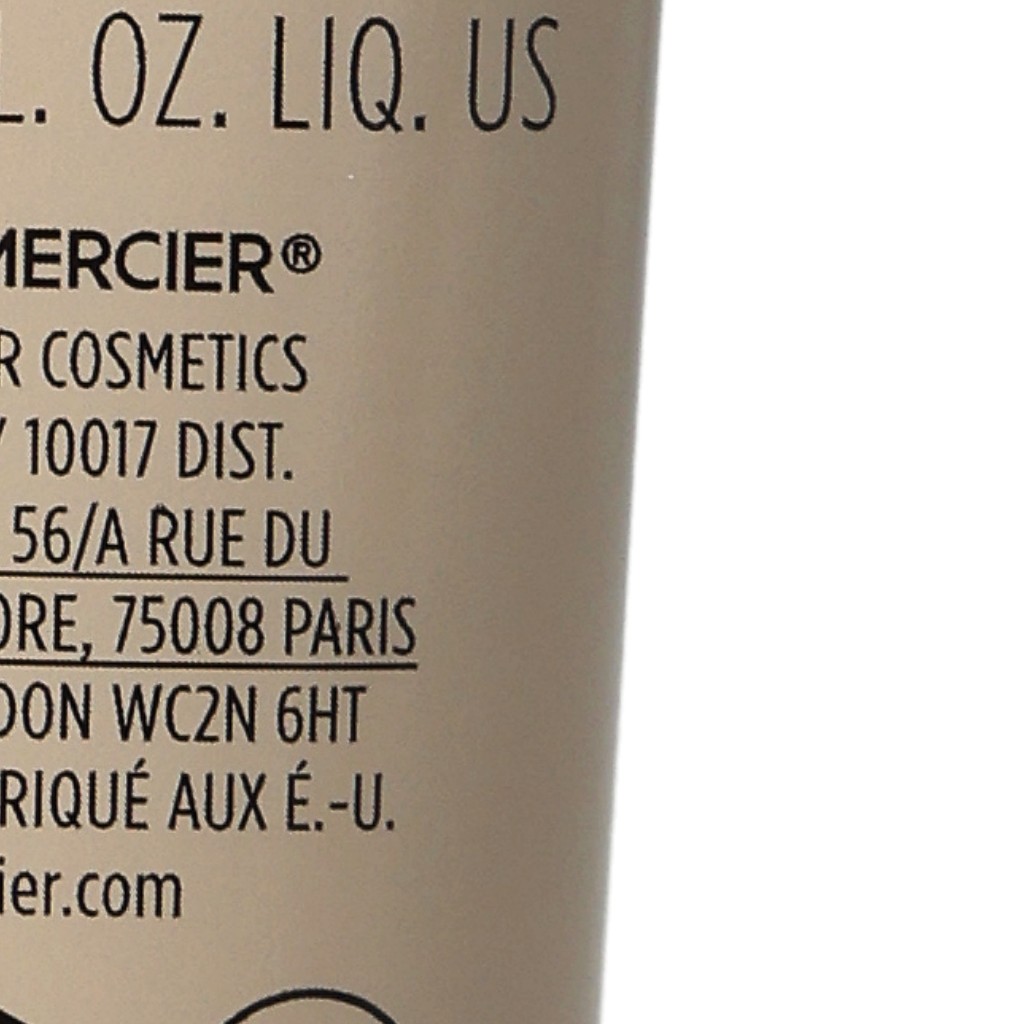 L. OZ. LIQ. US
MERCIER®
R COSMETICS
10017 DIST.
56/A RUE DU
ORE, 75008 PARIS
DON WC2N 6HT
RIQUÉ AUX É.-U.
ier.com